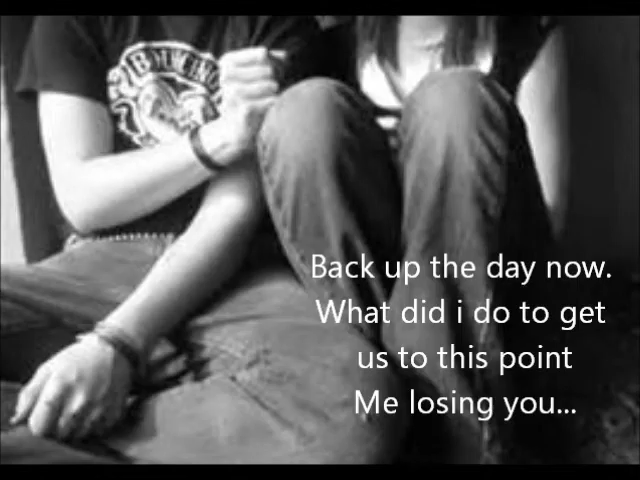 Back up the day now.
What did i do to get
us to this point
Me losing you...